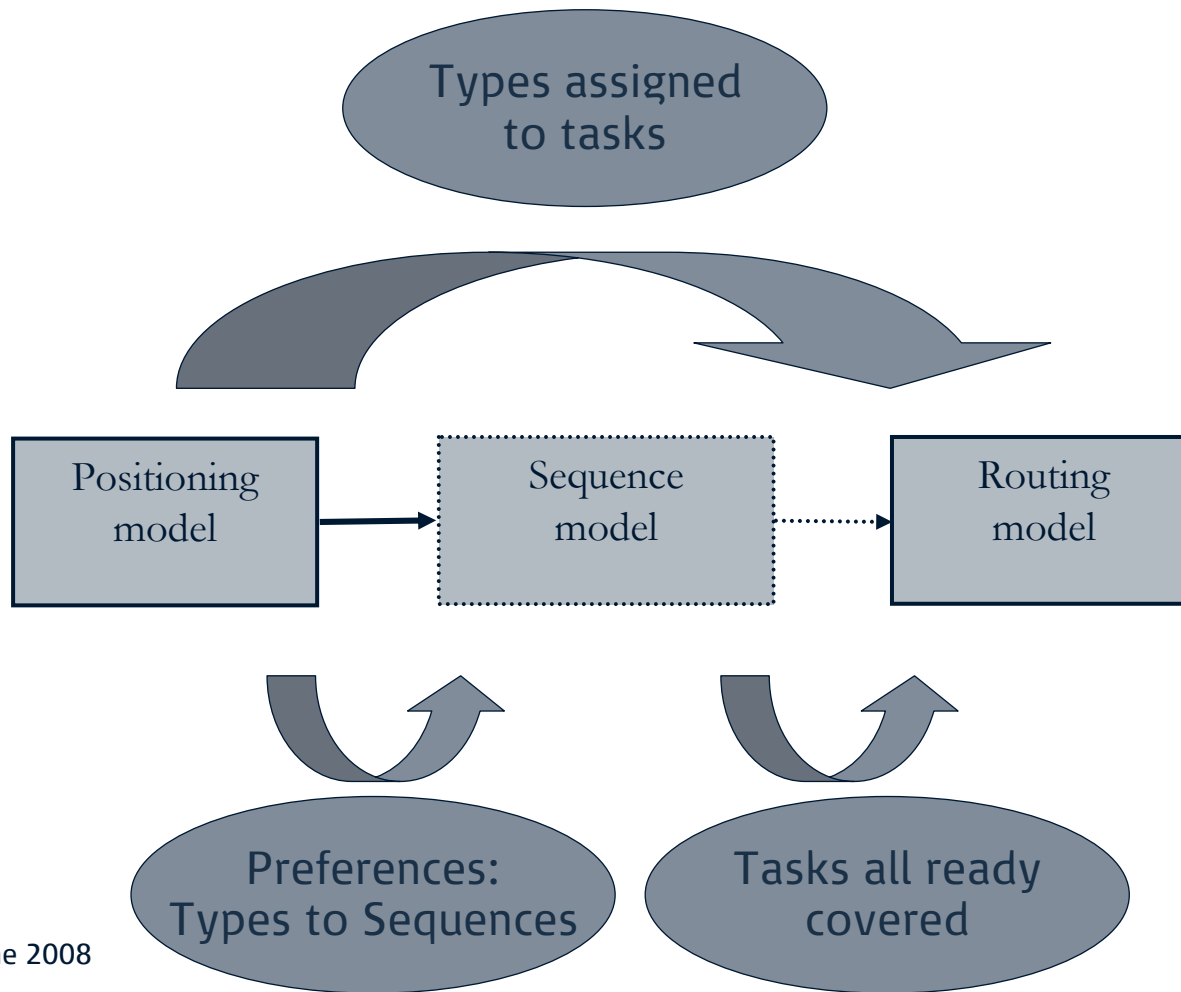 Types assigned
to tasks
Positioning
model
Sequence
model
Routing
model
Preferences:
Types to Sequences
Tasks all ready
covered
2008